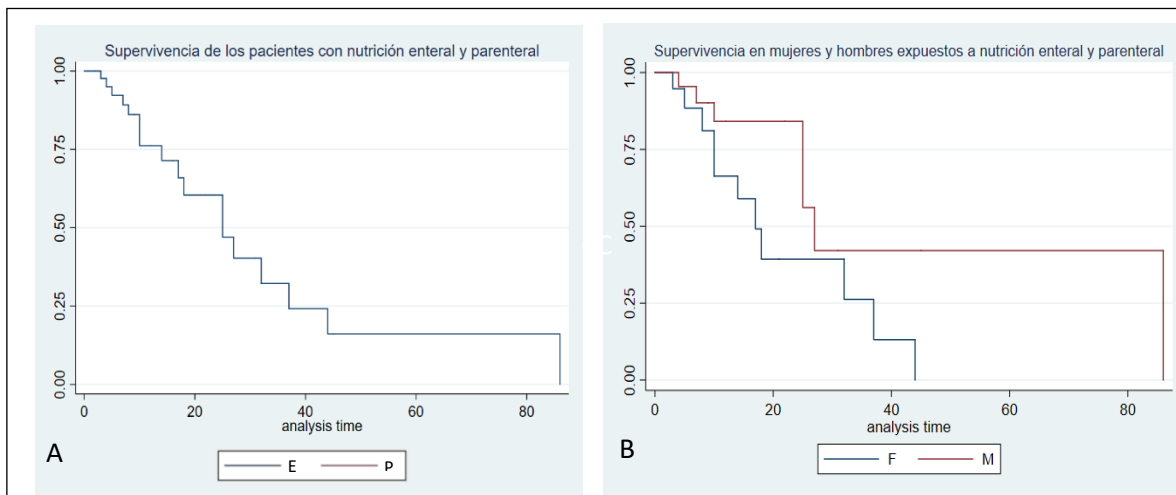 Supervivencia de los pacientes con nutrición enteral y parenteral
1.00
0.75
0.50
0.25
0.00
0 20 40 60 80
analysis time
A
E P
Supervivencia en mujeres y hombres expuestos a nutrición enteral y parenteral
1.00
0.75
0.50
0.25
0.00
0 20 40 60 80
analysis time
B
F M